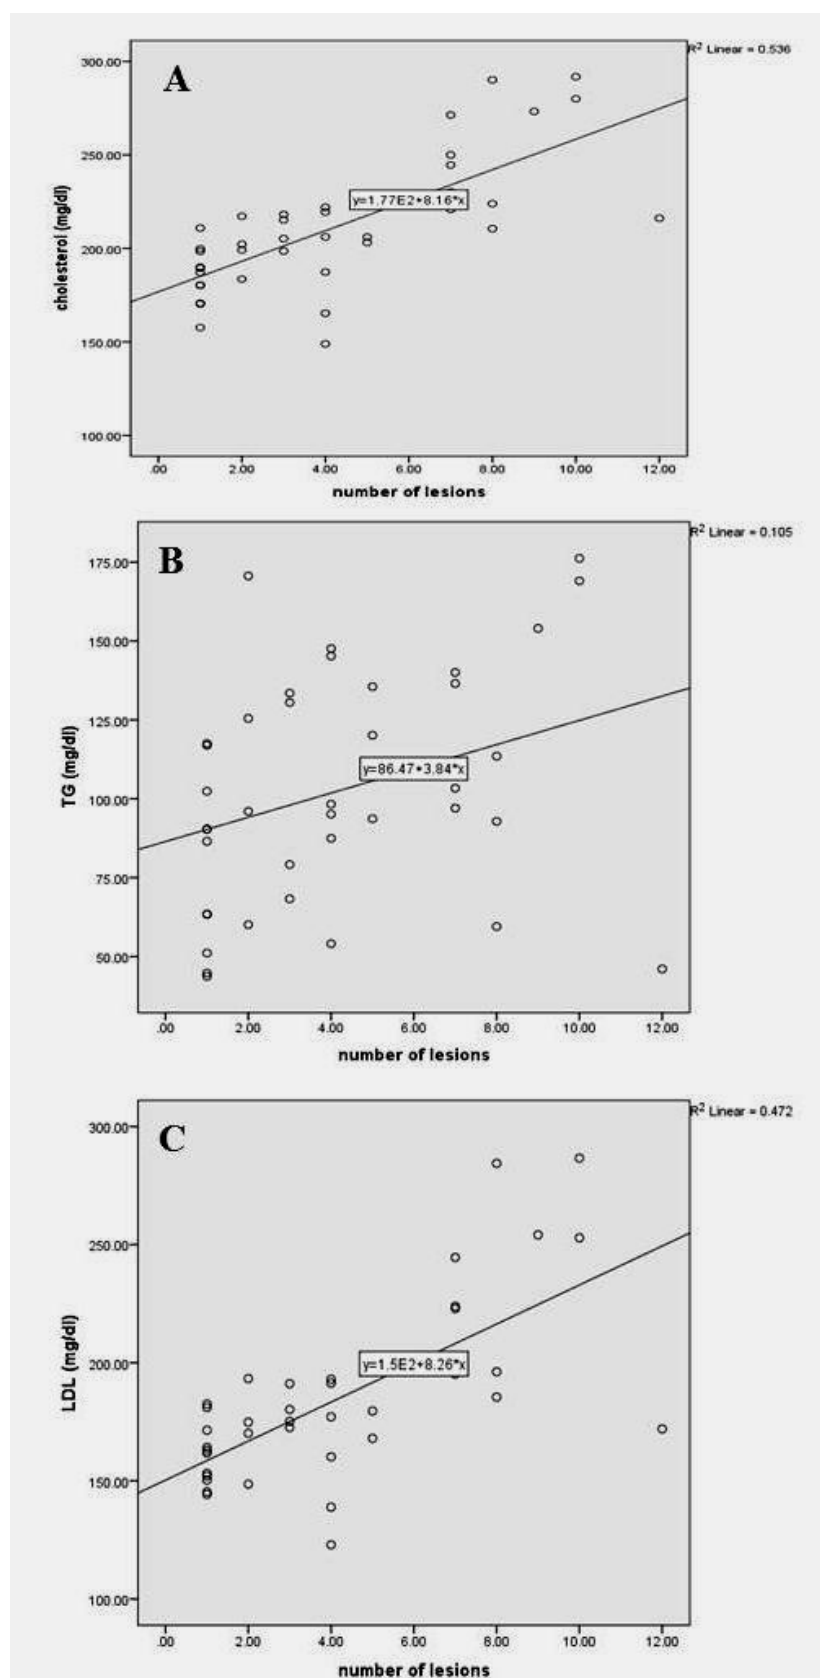 R² Linear = 0.536
A
300.00
250.00
200.00
150.00
100.00
cholesterol (mg/dl)
y=1.77E2+8.16*x
.00 2.00 4.00 6.00 8.00 10.00 12.00
number of lesions
R² Linear = 0.105
B
175.00
150.00
125.00
100.00
75.00
50.00
TG (mg/dl)
y=86.47+3.84*x
.00 2.00 4.00 6.00 8.00 10.00 12.00
number of lesions
R² Linear = 0.472
C
300.00
250.00
200.00
150.00
100.00
LDL (mg/dl)
y=1.5E2+8.26*x
.00 2.00 4.00 6.00 8.00 10.00 12.00
number of lesions